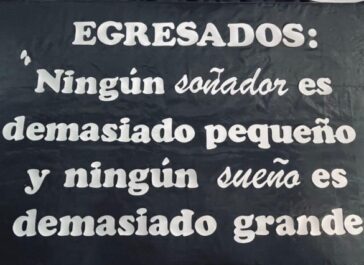 EGRESADOS:
Ningún soñador es
demasiado pequeño
y ningún sueño es
demasiado grande